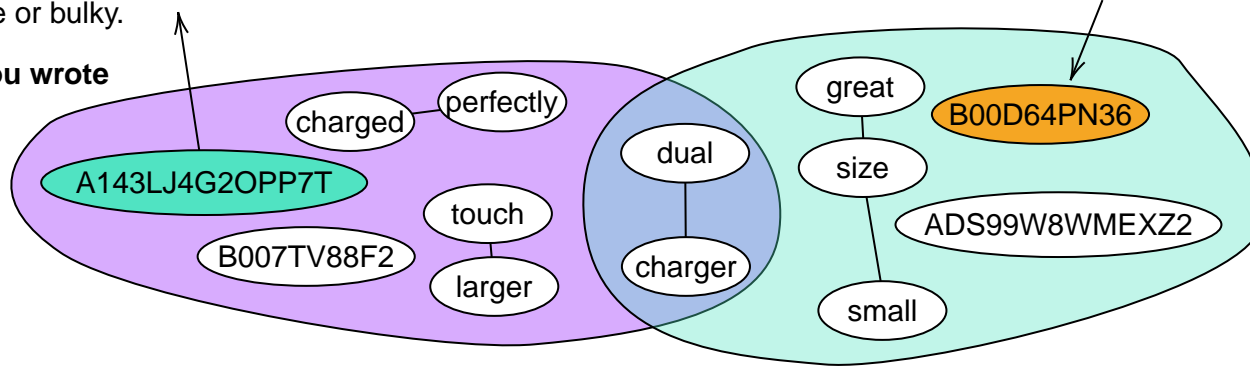 e or bulky.
ou wrote
charged
perfectly
A143LJ4G2OPP7T
touch
B007TV88F2
larger
dual
charger
great
B00D64PN36
size
ADS99W8WMEXZ2
small